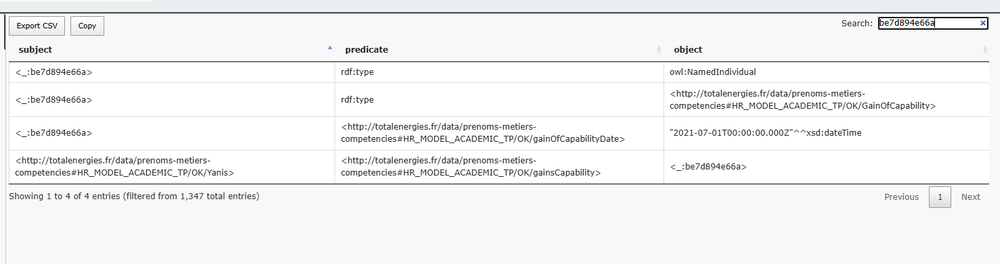 Export CSV Copy Search: be7d894e66a ×
subject predicate object
<_:be7d894e66a> rdf:type owl:NamedIndividual
<_:be7d894e66a> rdf:type <http://totalenergies.fr/data/prenoms-metiers-
competencies#HR_MODEL_ACADEMIC_TP/OK/GainOfCapability>
<_:be7d894e66a> <http://totalenergies.fr/data/prenoms-metiers-
competencies#HR_MODEL_ACADEMIC_TP/OK/gainOfCapabilityDate> "2021-07-01T00:00:00.000Z"^^xsd:dateTime
<http://totalenergies.fr/data/prenoms-metiers-
competencies#HR_MODEL_ACADEMIC_TP/OK/Yanis> <http://totalenergies.fr/data/prenoms-metiers-
competencies#HR_MODEL_ACADEMIC_TP/OK/gainsCapability> <_:be7d894e66a>
Showing 1 to 4 of 4 entries (filtered from 1,347 total entries) Previous 1 Next